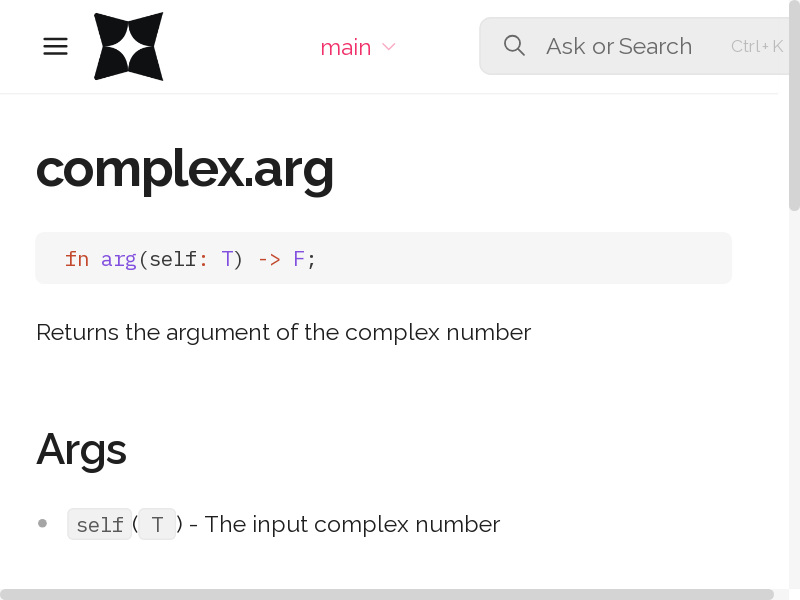 main
Ask or Search
Ctrl+K
complex.arg
fn arg(self: T) -> F;
Returns the argument of the complex number
Args
self(T) - The input complex number